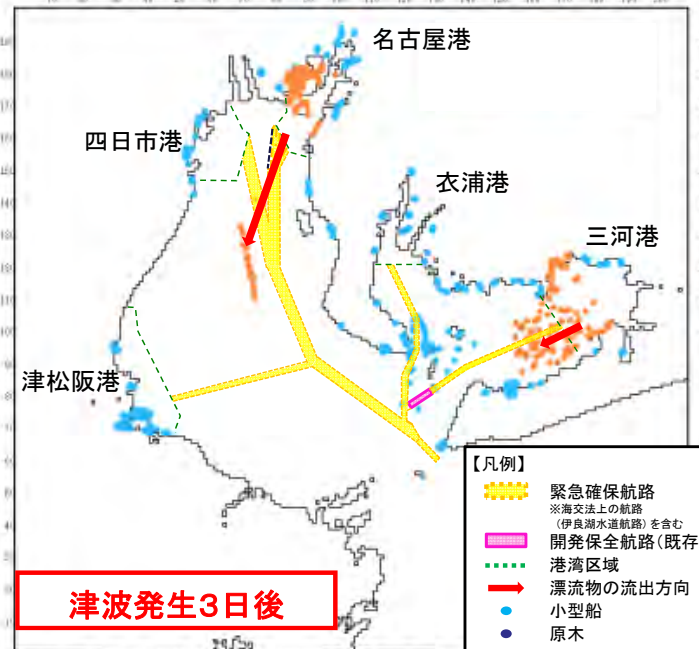 名古屋港
四日市港
衣浦港
三河港
津松阪港
【凡例】
緊急確保航路
※海交法上の航路
（伊良湖水道航路）を含む
開発保全航路（既存
港湾区域
漂流物の流出方向
小型船
原木
津波発生３日後